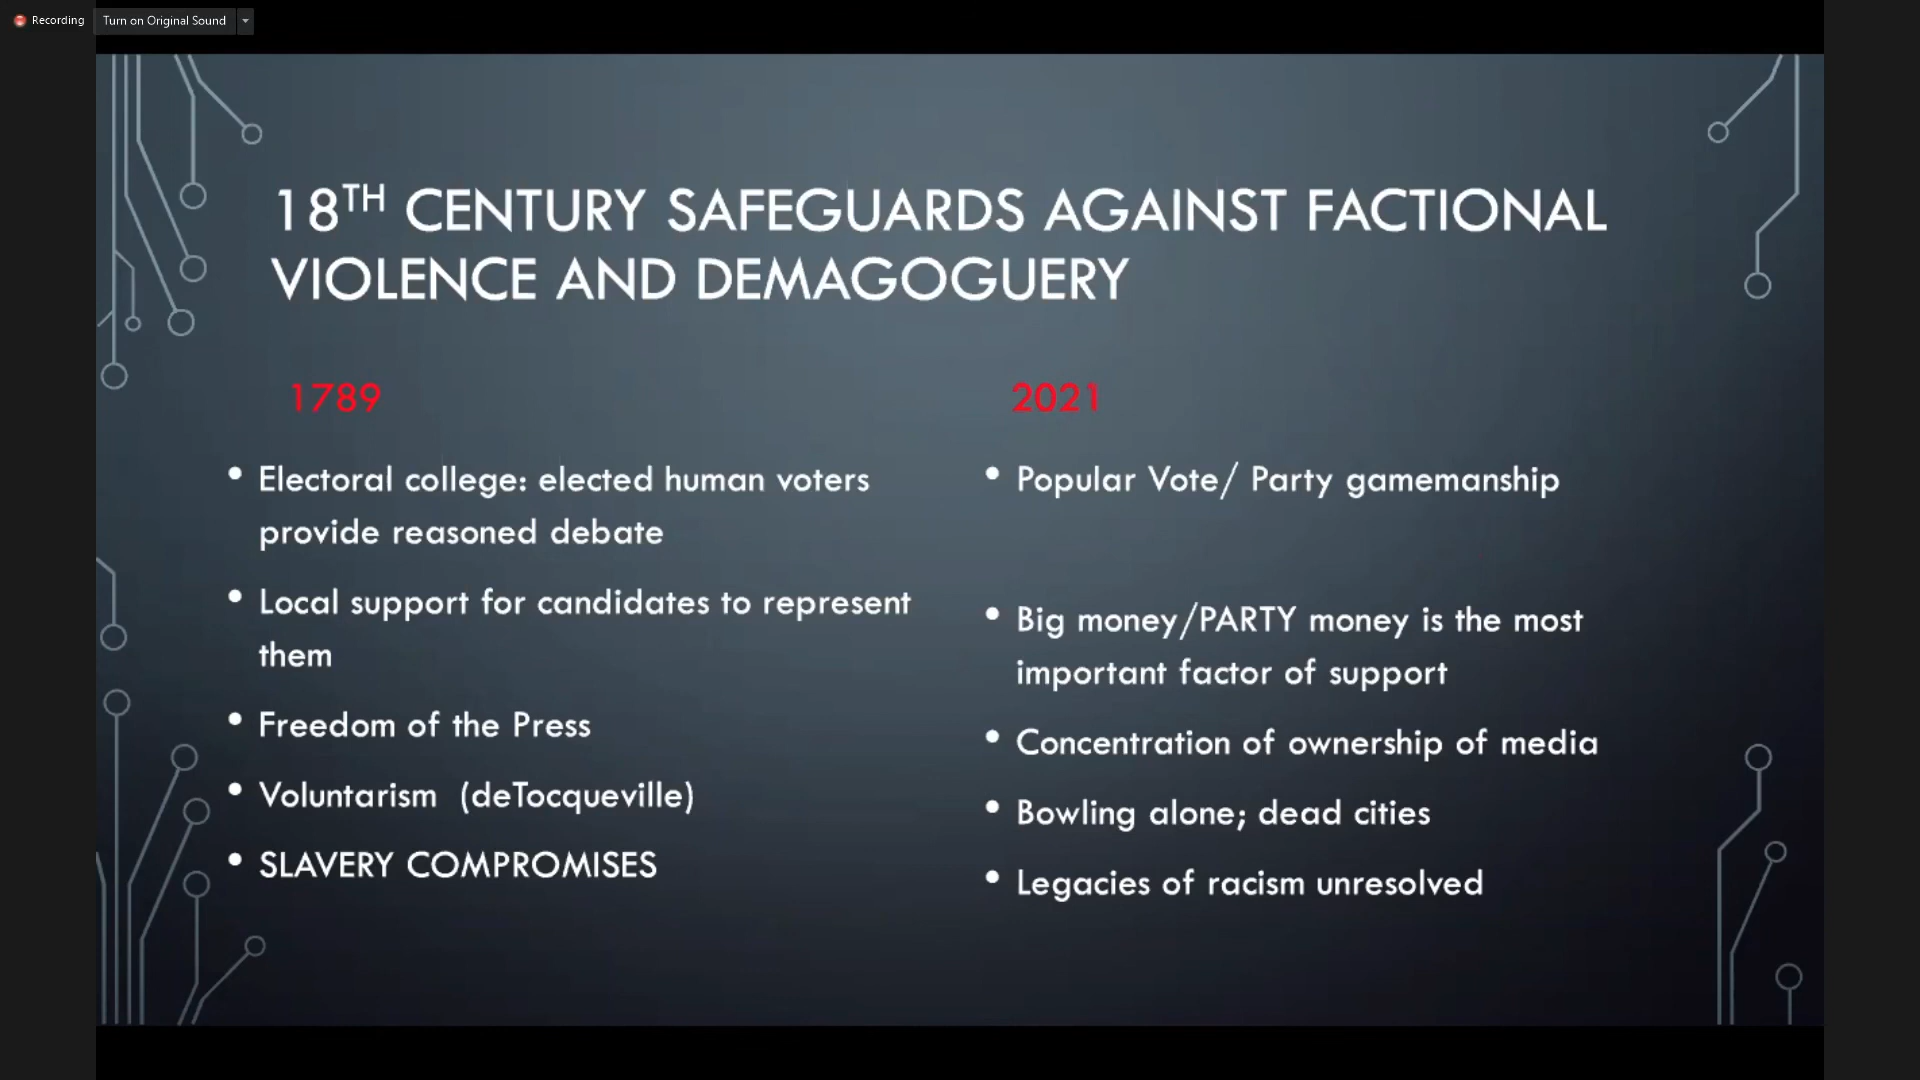 Recording
Turn on Original Sound
18TH CENTURY SAFEGUARDS AGAINST FACTIONAL
VIOLENCE AND DEMAGOGUERY
1789
• Electoral college: elected human voters
provide reasoned debate
• Local support for candidates to represent
them
• Freedom of the Press
• Voluntarism (deTocqueville)
• SLAVERY COMPROMISES
2021
• Popular Vote/ Party gamemanship
• Big money/PARTY money is the most
important factor of support
• Concentration of ownership of media
• Bowling alone; dead cities
• Legacies of racism unresolved